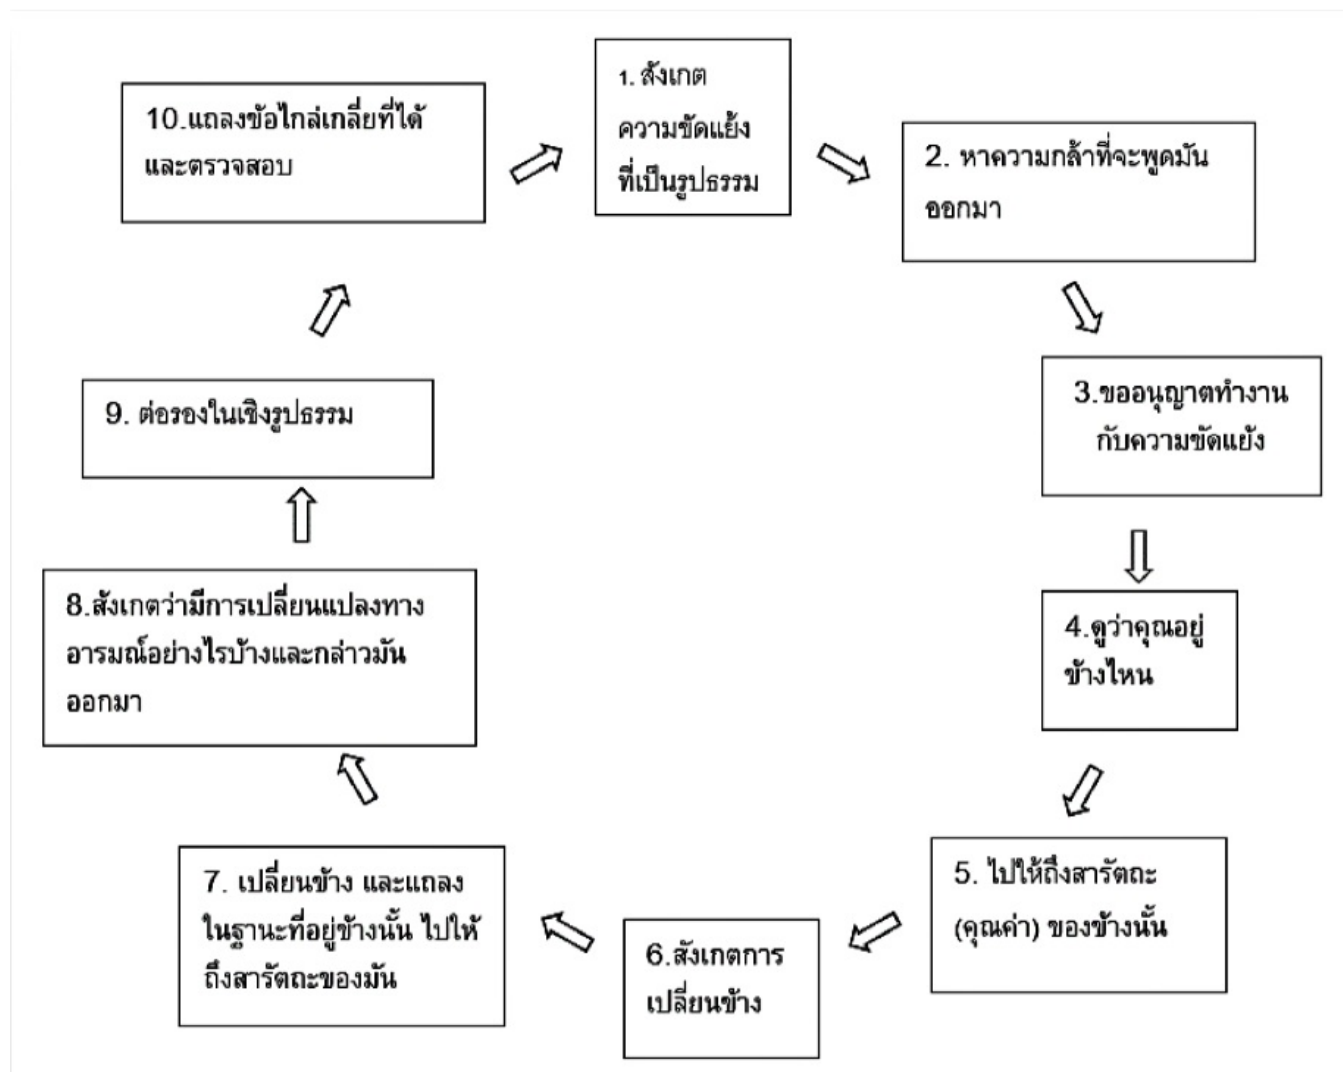 1. สังเกต
ความขัดแย้ง
ที่เป็นรูปธรรม
2. หาความกล้าที่จะพูดมัน
ออกมา
3.ขออนุญาตทำงาน
กับความขัดแย้ง
4.ดูว่าคุณอยู่
ข้างไหน
5. ไปให้ถึงสารัตถะ
(คุณค่า) ของข้างนั้น
6.สังเกตการ
เปลี่ยนข้าง
7. เปลี่ยนข้าง และแถลง
ในฐานะที่อยู่ข้างนั้น ไปให้
ถึงสารัตถะของมัน
8.สังเกตว่ามีการเปลี่ยนแปลงทาง
อารมณ์อย่างไรบ้างและกล่าวมัน
ออกมา
9. ต่อรองในเชิงรูปธรรม
10.แถลงข้อไกล่เกลี่ยที่ได้
และตรวจสอบ